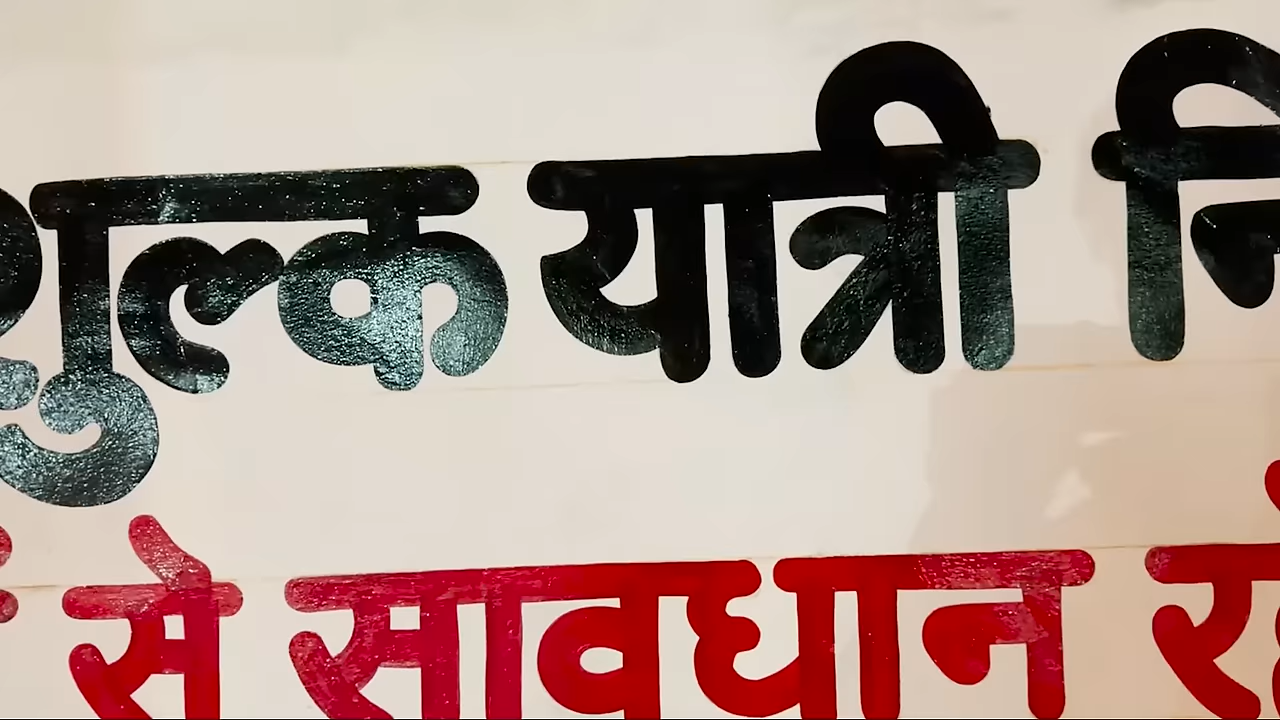 शुल्क यात्री नि
से सावधान र